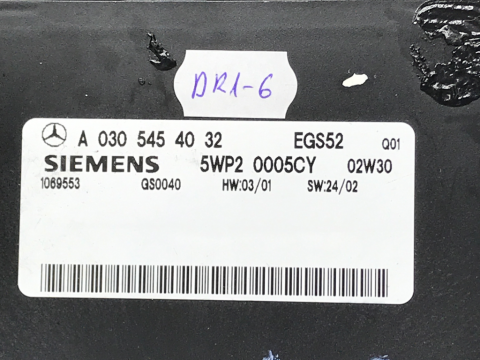 DR1-6
A 030 545 40 32 EGS52 Q01
SIEMENS 5WP2 0005CY 02W30
1069553 GS0040 HW:03/01 SW:24/02